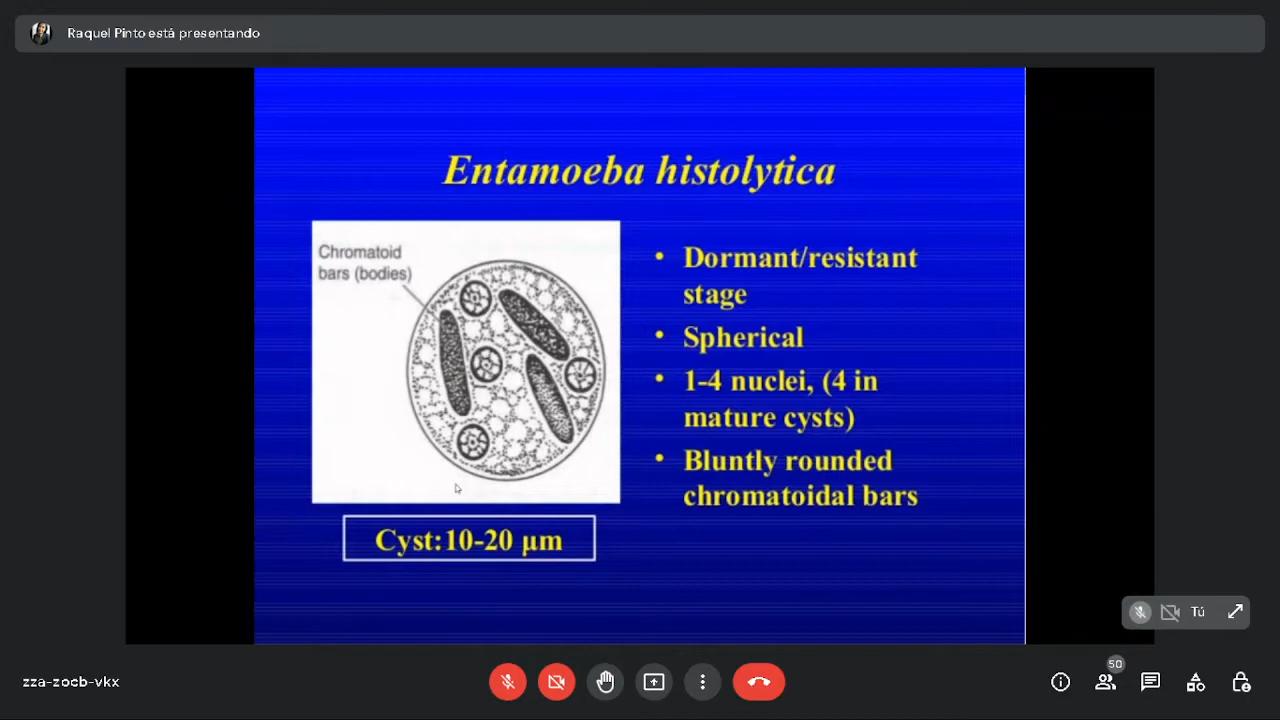 Raquel Pinto está presentando
Entamoeba histolytica
Chromatoid
bars (bodies)
• Dormant/resistant
stage
• Spherical
• 1-4 nuclei, (4 in
mature cysts)
• Bluntly rounded
chromatoidal bars
Cyst:10-20 µm
Tú
50
zza-zocb-vkx